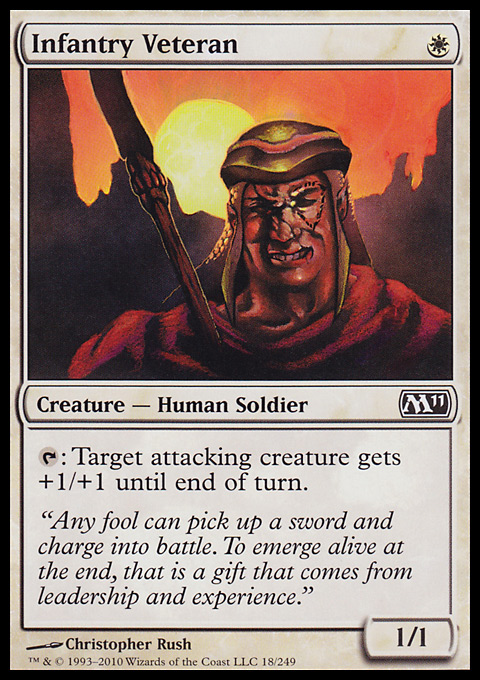 Infantry Veteran
Creature — Human Soldier
M11
: Target attacking creature gets
+1/+1 until end of turn.
“Any fool can pick up a sword and
charge into battle. To emerge alive at
the end, that is a gift that comes from
leadership and experience.”
Christopher Rush
1/1
™ & © 1993–2010 Wizards of the Coast LLC 18/249